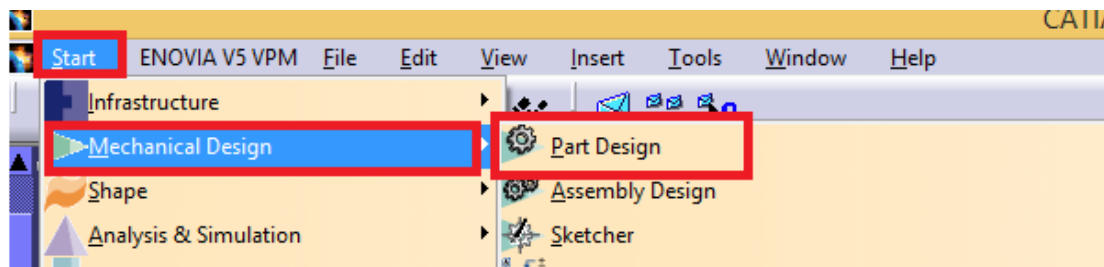 CATIA
Start ENOVIA V5 VPM File Edit View Insert Tools Window Help
Infrastructure
Mechanical Design
Part Design
Shape
Assembly Design
Analysis & Simulation
Sketcher